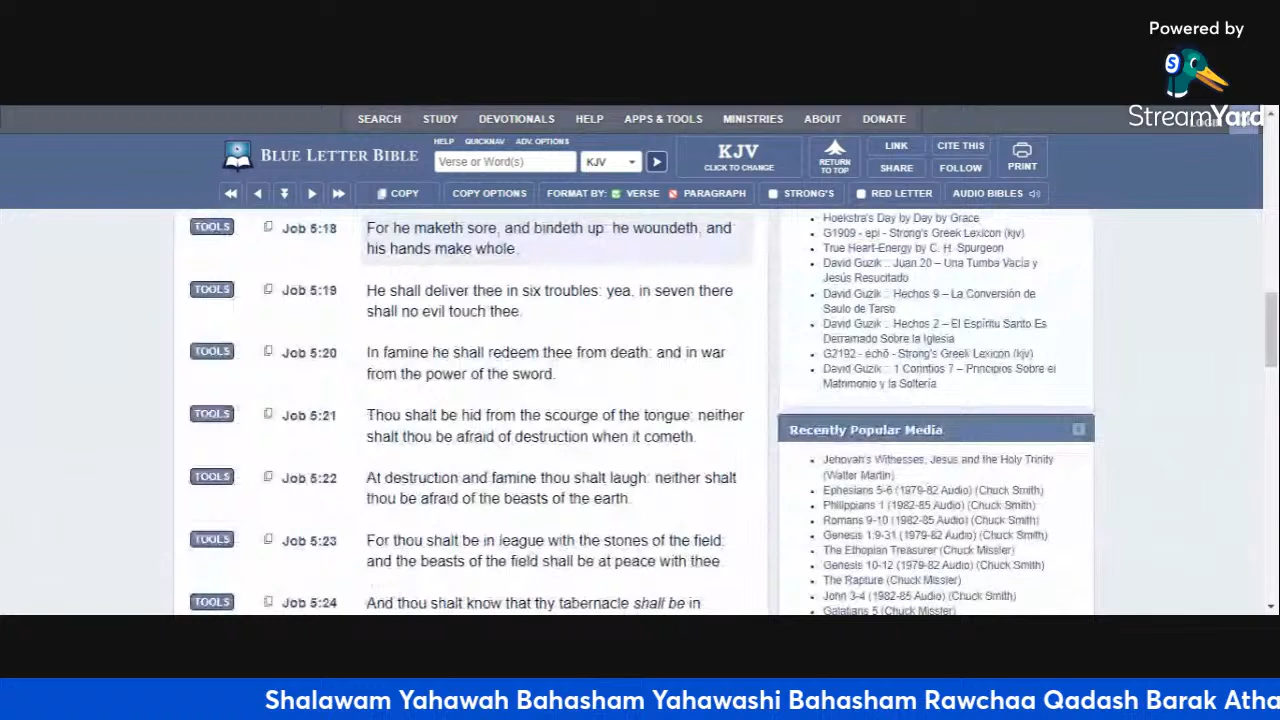 Powered by
StreamYard
SEARCH STUDY DEVOTIONALS HELP APPS & TOOLS MINISTRIES ABOUT DONATE
HELP QUICKNAV ADV. OPTIONS
BLUE LETTER BIBLE
Verse or Word(s) KJV
KJV
CLICK TO CHANGE
RETURN TO TOP
LINK CITE THIS
SHARE FOLLOW
PRINT
COPY COPY OPTIONS FORMAT BY: VERSE PARAGRAPH STRONG'S RED LETTER AUDIO BIBLES
TOOLS Job 5:18 For he maketh sore, and bindeth up: he woundeth, and
his hands make whole.
TOOLS Job 5:19 He shall deliver thee in six troubles: yea, in seven there
shall no evil touch thee.
TOOLS Job 5:20 In famine he shall redeem thee from death: and in war
from the power of the sword.
TOOLS Job 5:21 Thou shalt be hid from the scourge of the tongue: neither
shalt thou be afraid of destruction when it cometh.
TOOLS Job 5:22 At destruction and famine thou shalt laugh: neither shalt
thou be afraid of the beasts of the earth.
TOOLS Job 5:23 For thou shalt be in league with the stones of the field:
and the beasts of the field shall be at peace with thee.
TOOLS Job 5:24 And thou shalt know that thy tabernacle shall be in
Hoekstra's Day by Day by Grace
G1909 - epi - Strong's Greek Lexicon (kjv)
True Heart-Energy by C. H. Spurgeon
David Guzik :: Juan 20 – Una Tumba Vacía y
Jesús Resucitado
David Guzik :: Hechos 9 – La Conversión de
Saulo de Tarso
David Guzik :: Hechos 2 – El Espíritu Santo Es
Derramado Sobre la Iglesia
G2192 - echō - Strong's Greek Lexicon (kjv)
David Guzik :: 1 Corintios 7 – Principios Sobre el
Matrimonio y la Soltería
Recently Popular Media
Jehovah's Witnesses, Jesus and the Holy Trinity
(Walter Martin)
Ephesians 5-6 (1979-82 Audio) (Chuck Smith)
Philippians 1 (1982-85 Audio) (Chuck Smith)
Romans 9-10 (1982-85 Audio) (Chuck Smith)
Genesis 1:9-31 (1979-82 Audio) (Chuck Smith)
The Ethopian Treasurer (Chuck Missler)
Genesis 10-12 (1979-82 Audio) (Chuck Smith)
The Rapture (Chuck Missler)
John 3-4 (1982-85 Audio) (Chuck Smith)
Galatians 5 (Chuck Missler)
Shalawam Yahawah Bahasham Yahawashi Bahasham Rawchaa Qadash Barak Atha